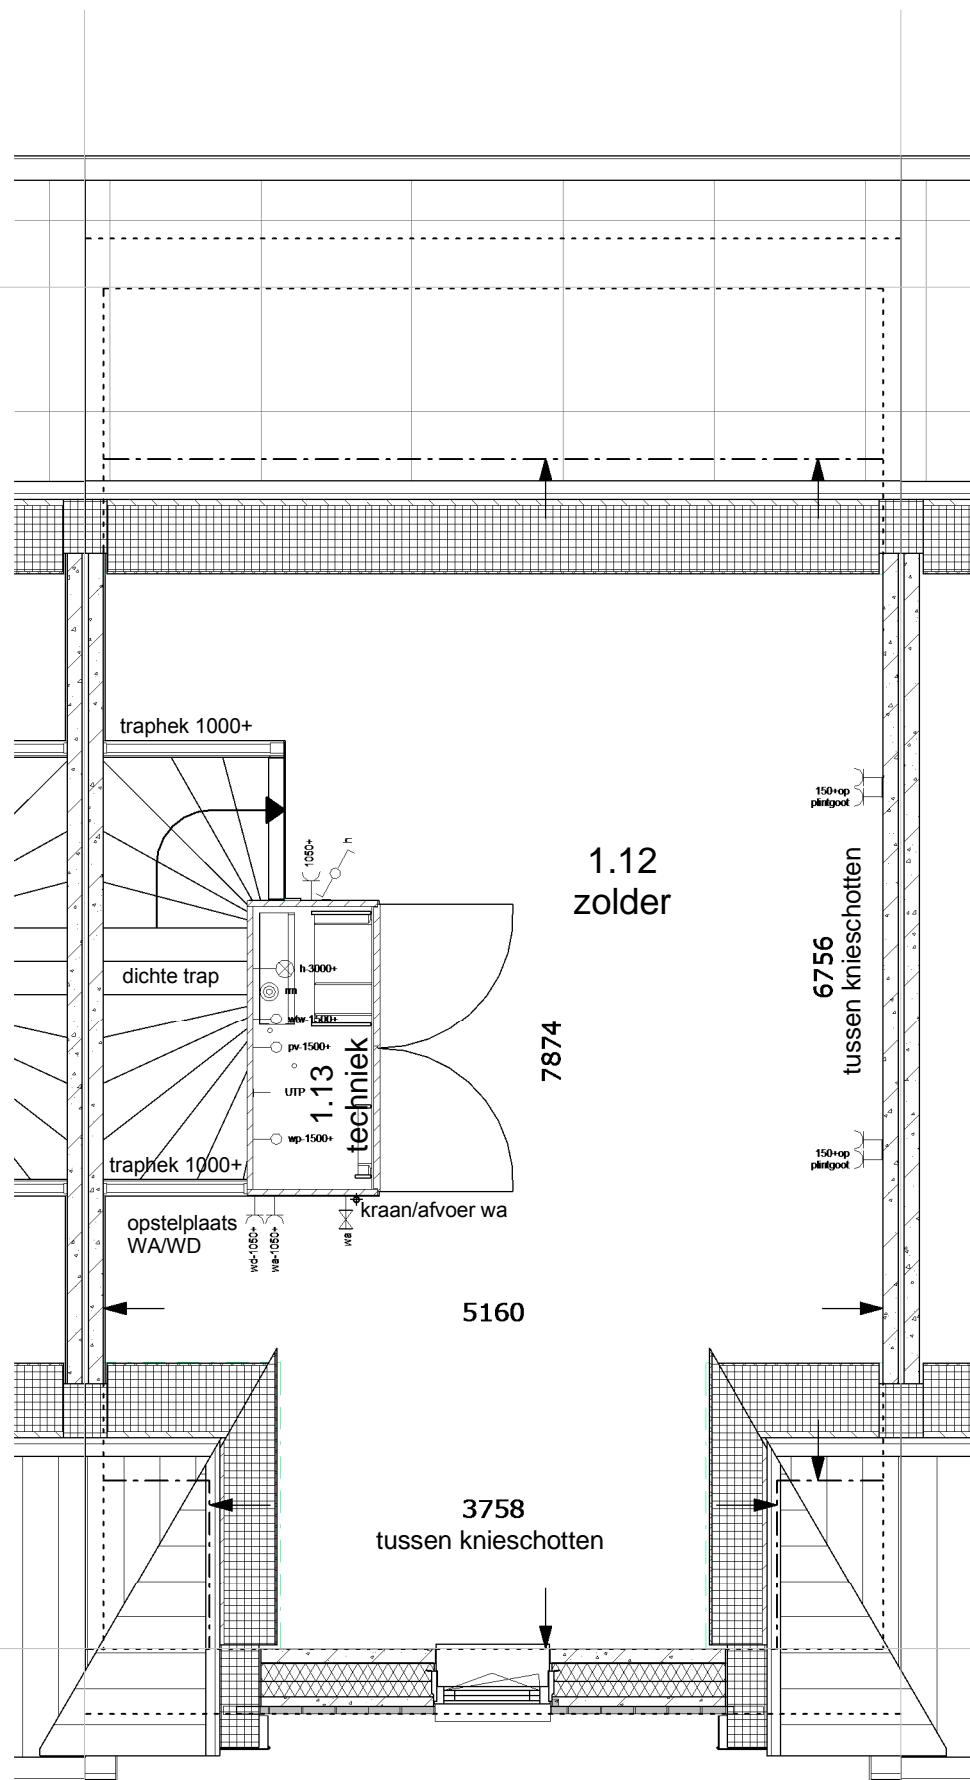 traphek 1000+
1050+
h
150+op
plintgoot
1.12
zolder
6756
tussen knieschotten
dichte trap
h-3000+
rm
wtw-1500+
pv-1500+
UTP
wp-1500+
1.13
techniek
7874
traphek 1000+
150+op
plintgoot
opstelplaats
WA/WD
wd-1050+
wa-1050+
wa
kraan/afvoer wa
5160
3758
tussen knieschotten